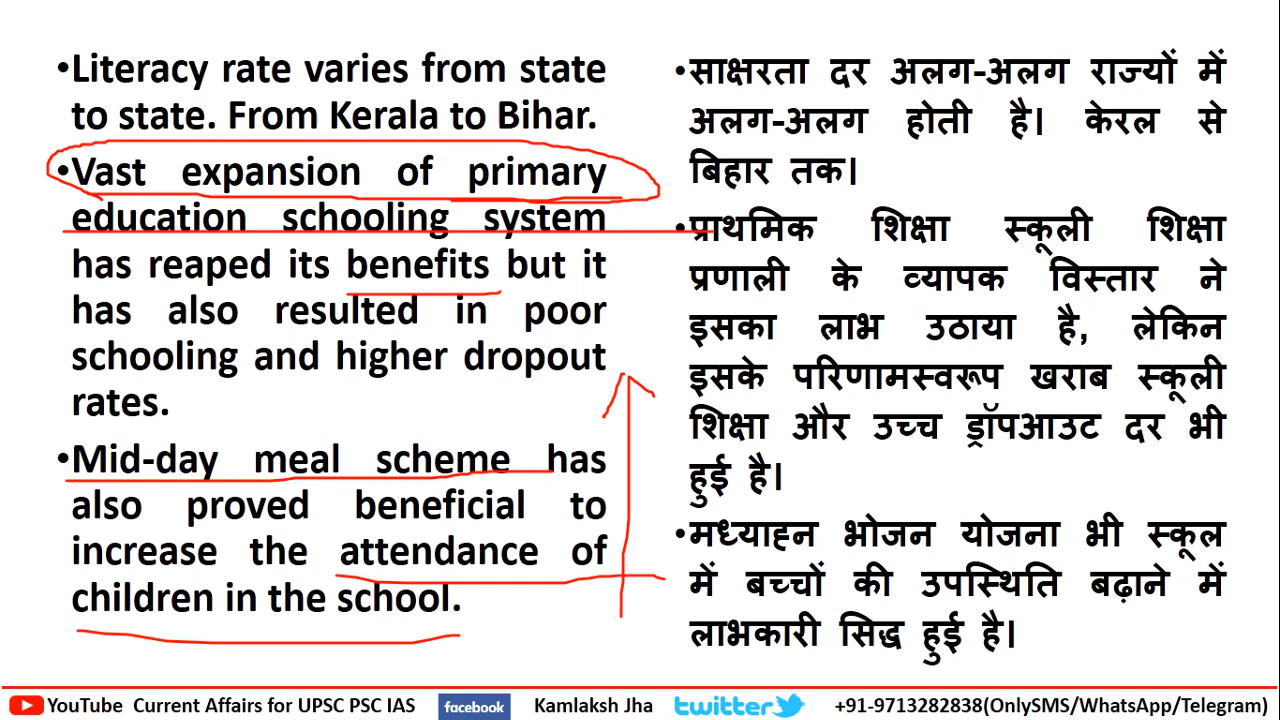 •Literacy rate varies from state
to state. From Kerala to Bihar.
•Vast expansion of primary
education schooling system
has reaped its benefits but it
has also resulted in poor
schooling and higher dropout
rates.
•Mid-day meal scheme has
also proved beneficial to
increase the attendance of
children in the school.
•साक्षरता दर अलग-अलग राज्यों में
अलग-अलग होती है। केरल से
बिहार तक।
•प्राथमिक शिक्षा स्कूली शिक्षा
प्रणाली के व्यापक विस्तार ने
इसका लाभ उठाया है, लेकिन
इसके परिणामस्वरूप खराब स्कूली
शिक्षा और उच्च ड्रॉपआउट दर भी
हुई है।
•मध्याह्न भोजन योजना भी स्कूल
में बच्चों की उपस्थिति बढ़ाने में
लाभकारी सिद्ध हुई है।
YouTube Current Affairs for UPSC PSC IAS facebook Kamlaksh Jha twitter +91-9713282838(OnlySMS/WhatsApp/Telegram)